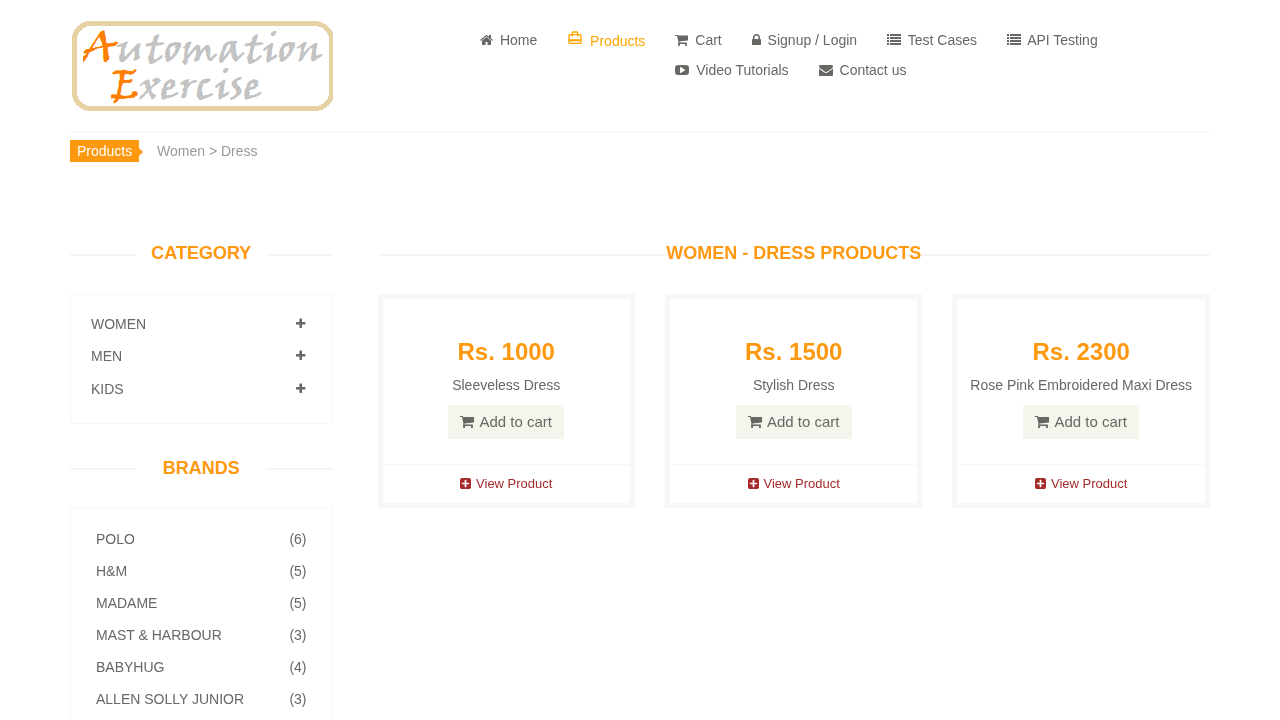 Automation
Exercise
Home
Products
Cart
Signup / Login
Test Cases
API Testing
Video Tutorials
Contact us
Products
Women > Dress
CATEGORY
WOMEN
MEN
KIDS
BRANDS
POLO (6)
H&M (5)
MADAME (5)
MAST & HARBOUR (3)
BABYHUG (4)
ALLEN SOLLY JUNIOR (3)
WOMEN - DRESS PRODUCTS
Rs. 1000
Sleeveless Dress
Add to cart
View Product
Rs. 1500
Stylish Dress
Add to cart
View Product
Rs. 2300
Rose Pink Embroidered Maxi Dress
Add to cart
View Product